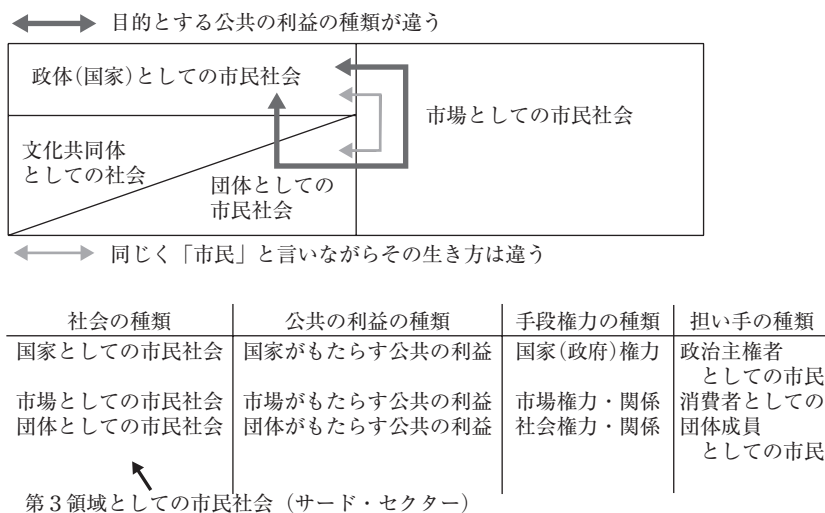 目的とする公共の利益の種類が違う
政体(国家)としての市民社会
市場としての市民社会
文化共同体
としての社会
団体としての
市民社会
同じく「市民」と言いながらその生き方は違う
社会の種類 公共の利益の種類 手段権力の種類 担い手の種類
国家としての市民社会 国家がもたらす公共の利益 国家(政府)権力 政治主権者
としての市民
市場としての市民社会 市場がもたらす公共の利益 市場権力・関係 消費者としての
団体としての市民社会 団体がもたらす公共の利益 社会権力・関係 団体成員
としての市民
第3領域としての市民社会(サード・セクター)